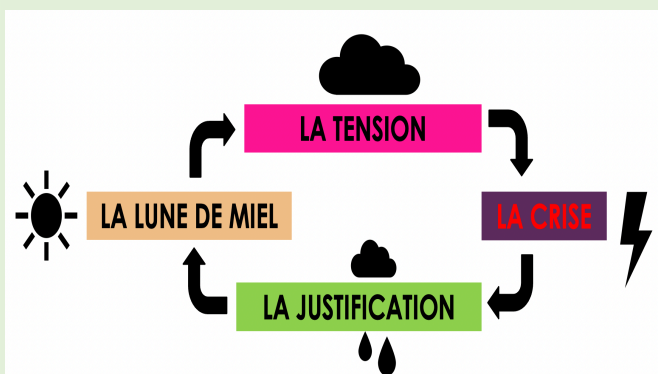 LA TENSION
LA LUNE DE MIEL
LA CRISE
LA JUSTIFICATION